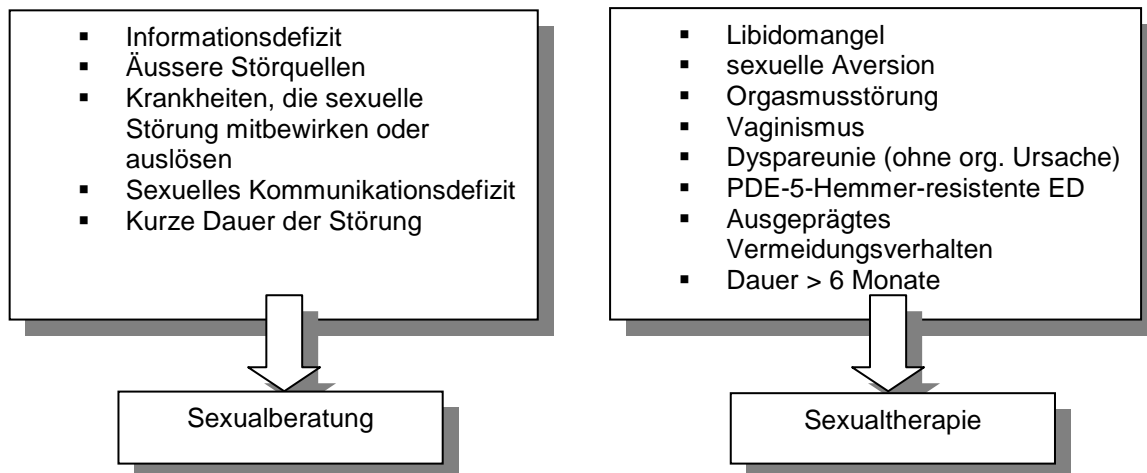 ▪ Informationsdefizit
▪ Äussere Störquellen
▪ Krankheiten, die sexuelle
Störung mitbewirken oder
auslösen
▪ Sexuelles Kommunikationsdefizit
▪ Kurze Dauer der Störung
Sexualberatung
▪ Libidomangel
▪ sexuelle Aversion
▪ Orgasmusstörung
▪ Vaginismus
▪ Dyspareunie (ohne org. Ursache)
▪ PDE-5-Hemmer-resistente ED
▪ Ausgeprägtes
Vermeidungsverhalten
▪ Dauer > 6 Monate
Sexualtherapie